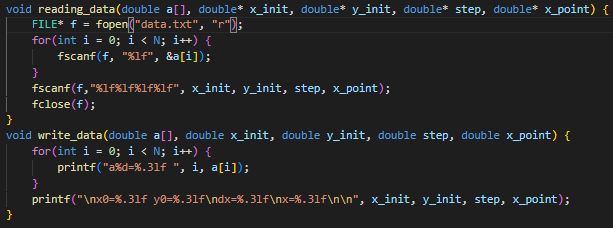 void reading_data(double a[], double* x_init, double* y_init, double* step, double* x_point) {
    FILE* f = fopen("data.txt", "r");
    for(int i = 0; i < N; i++) {
        fscanf(f, "%lf", &a[i]);
    }
    fscanf(f,"%lf%lf%lf%lf", x_init, y_init, step, x_point);
    fclose(f);
}
void write_data(double a[], double x_init, double y_init, double step, double x_point) {
    for(int i = 0; i < N; i++) {
        printf("a%d=%.3lf ", i, a[i]);
    }
    printf("\nx0=%.3lf y0=%.3lf\ndx=%.3lf\nx=%.3lf\n\n", x_init, y_init, step, x_point);
}